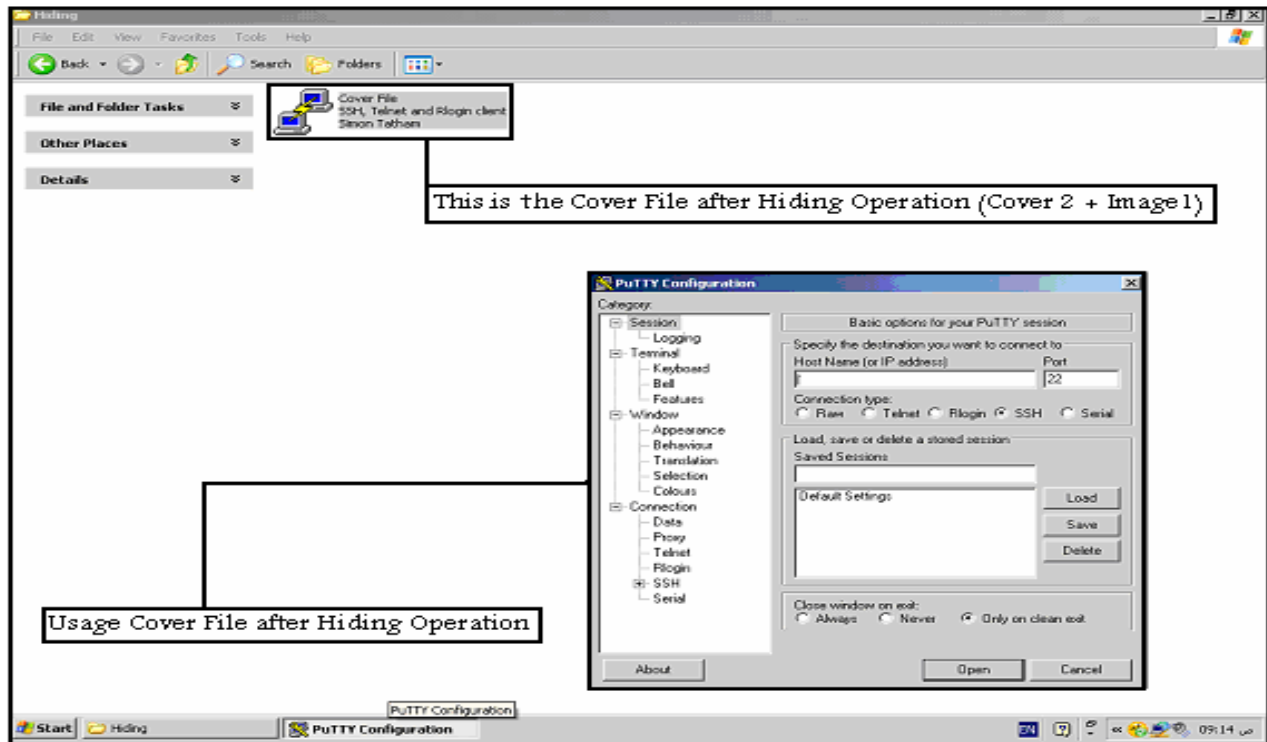 Hiding
File Edit View Favorites Tools Help
Back Search Folders
File and Folder Tasks
Other Places
Details
Cover File
SSH, Telnet and Rlogin client
Simon Tatham
This is the Cover File after Hiding Operation (Cover 2 + Image1)
PuTTY Configuration
Category:
Session
Logging
Terminal
Keyboard
Bell
Features
Window
Appearance
Behaviour
Translation
Selection
Colours
Connection
Data
Proxy
Telnet
Rlogin
SSH
Serial
Basic options for your PuTTY session
Specify the destination you want to connect to
Host Name (or IP address) Port
22
Connection type:
Raw Telnet Rlogin SSH Serial
Load, save or delete a stored session
Saved Sessions
Default Settings
Load
Save
Delete
Close window on exit:
Always Never Only on clean exit
About Open Cancel
Usage Cover File after Hiding Operation
PuTTY Configuration
Start Hiding PuTTY Configuration EN 09:14 ص